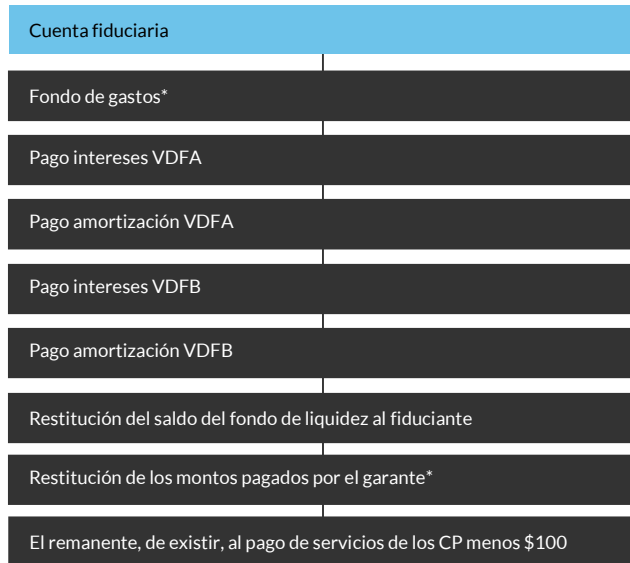 Cuenta fiduciaria
Fondo de gastos*
Pago intereses VDFA
Pago amortización VDFA
Pago intereses VDFB
Pago amortización VDFB
Restitución del saldo del fondo de liquidez al fiduciante
Restitución de los montos pagados por el garante*
El remanente, de existir, al pago de servicios de los CP menos $100